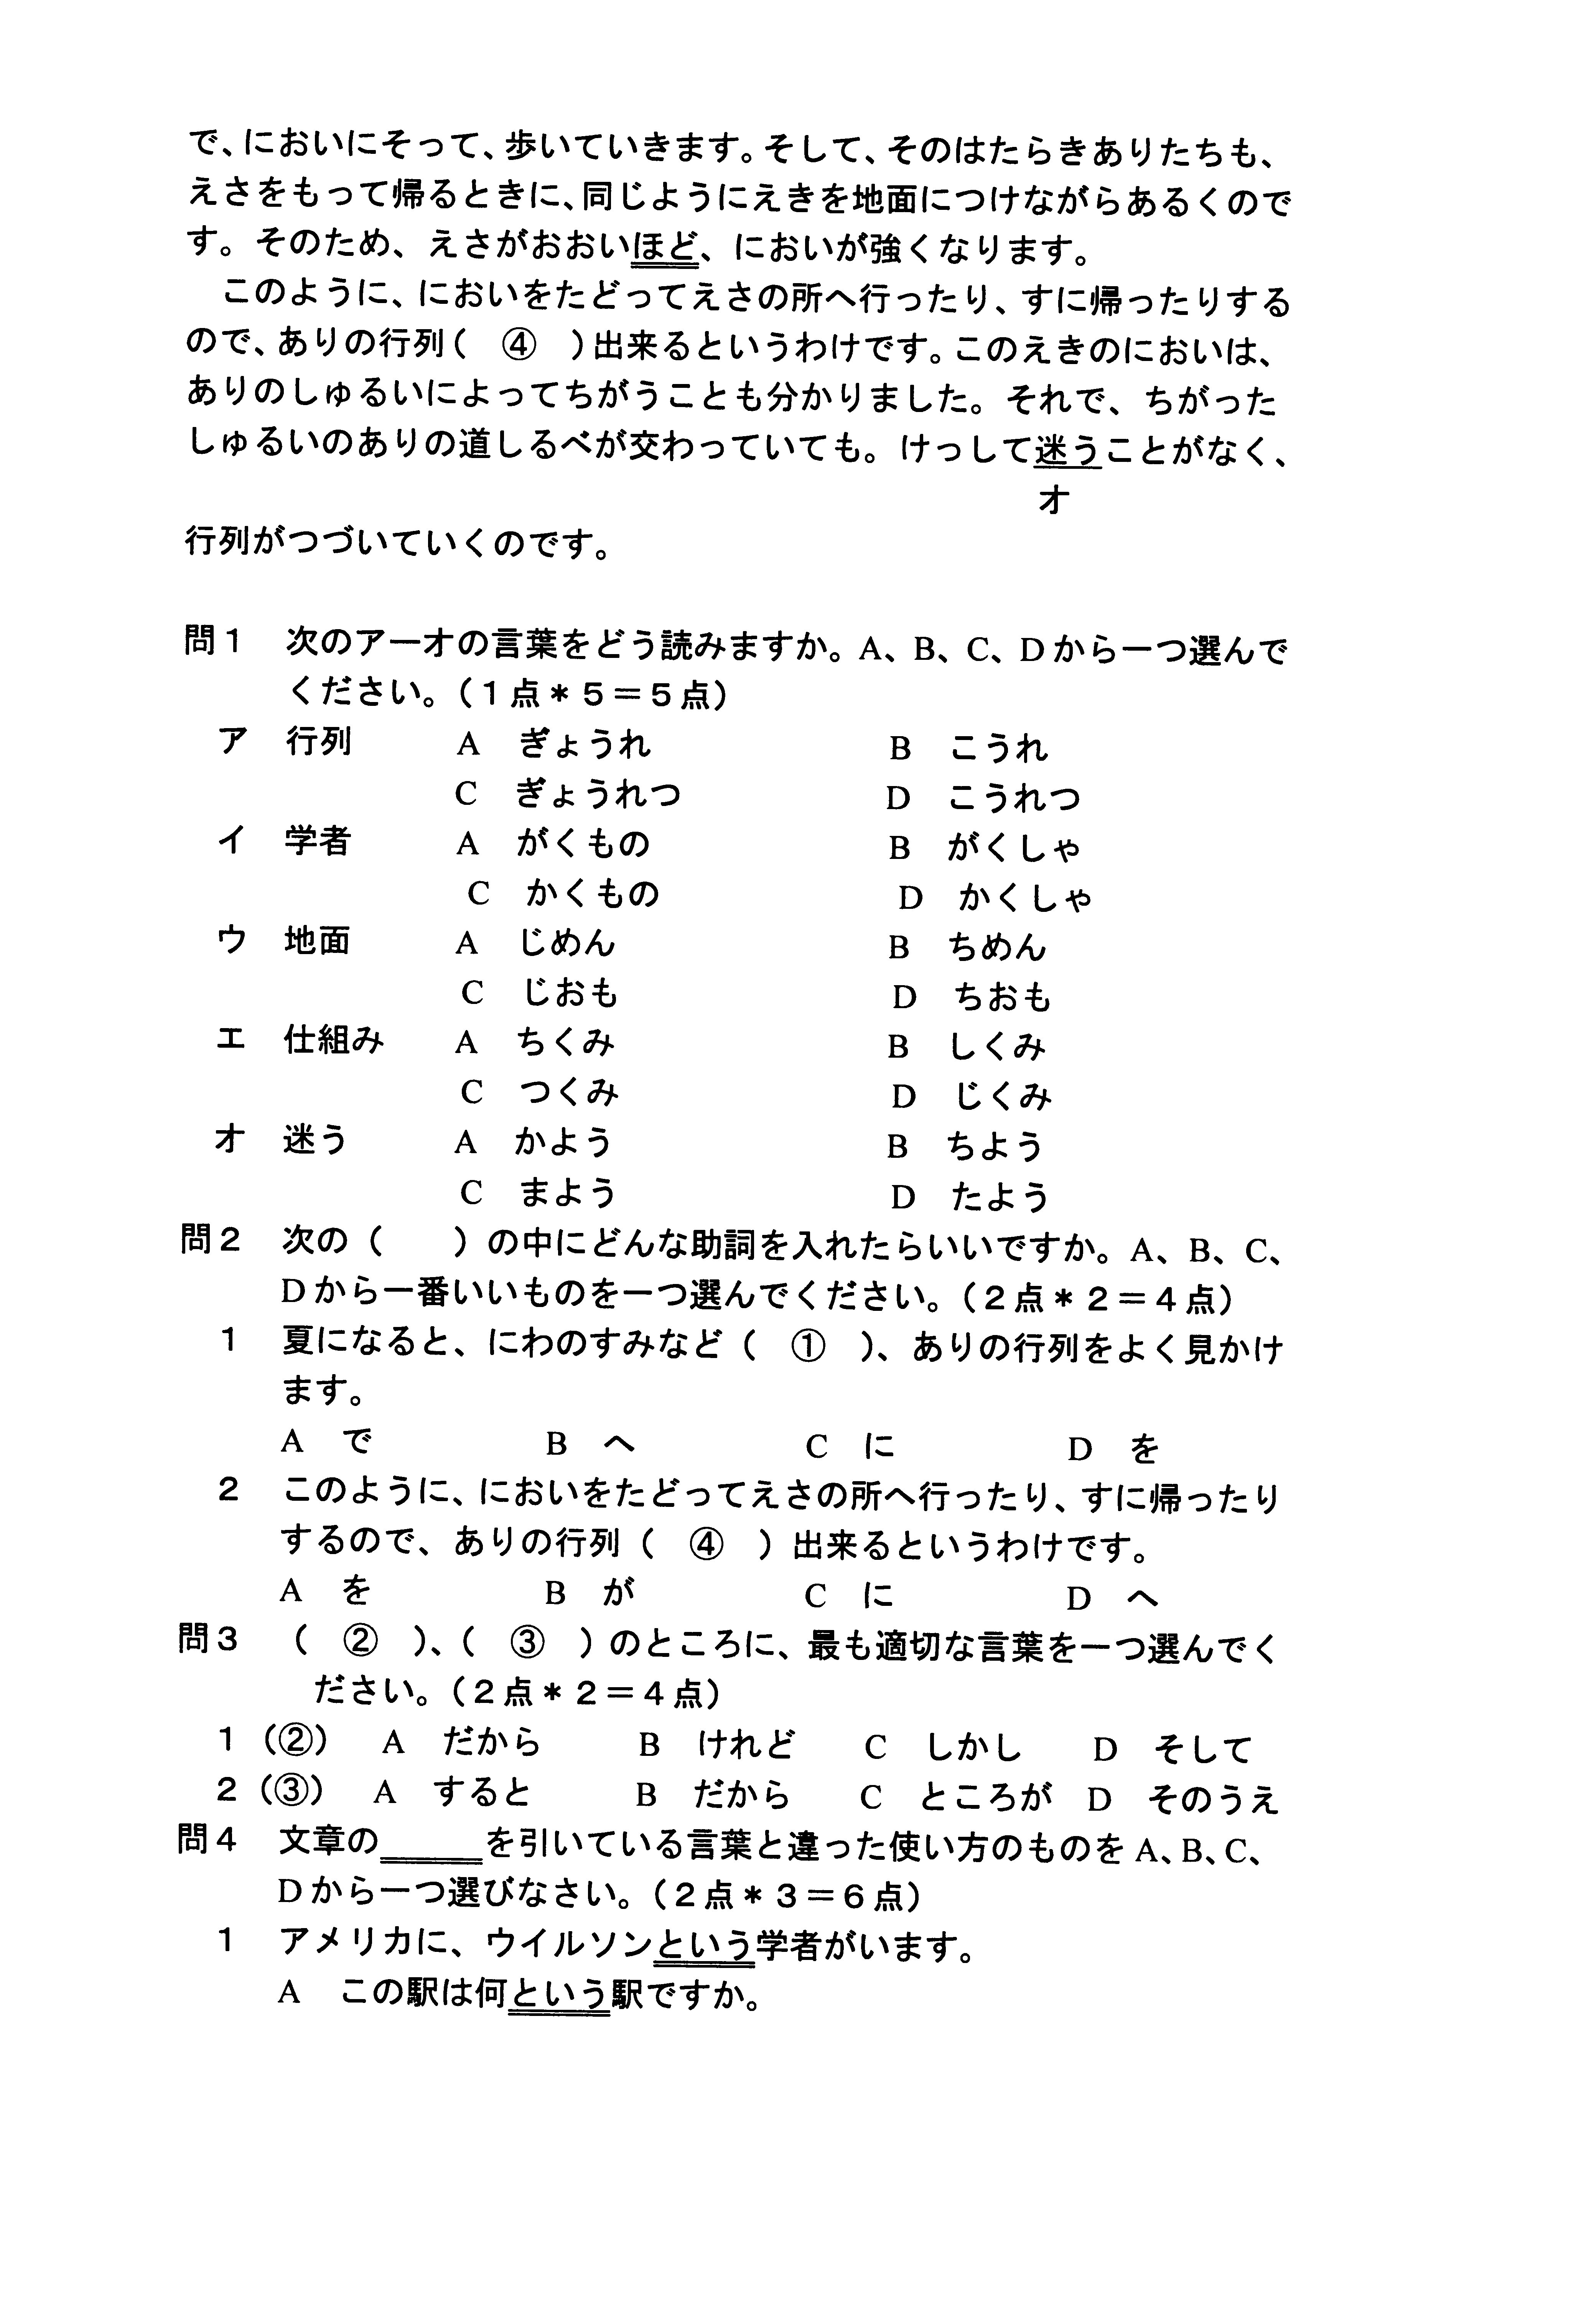 で、においにそって、歩いていきます。そして、そのはたらきありたちも、
えさをもって帰るときに、同じようにえきを地面につけながらあるくので
す。そのため、えさがおおいほど、においが強くなります。
このように、においをたどってえさの所へ行ったり、すに帰ったりする
ので、ありの行列（　④　）出来るというわけです。このえきのにおいは、
ありのしゅるいによってちがうことも分かりました。それで、ちがった
しゅるいのありの道しるべが交わっていても。けっして迷うことがなく、
オ
行列がつづいていくのです。
問１　次のアーオの言葉をどう読みますか。A、B、C、Dから一つ選んで
ください。（１点＊５＝５点）
ア　行列　A　ぎょうれ　B　こうれ
C　ぎょうれつ　D　こうれつ
イ　学者　A　がくもの　B　がくしゃ
C　かくもの　D　かくしゃ
ウ　地面　A　じめん　B　ちめん
C　じおも　D　ちおも
エ　仕組み　A　ちくみ　B　しくみ
C　つくみ　D　じくみ
オ　迷う　A　かよう　B　ちよう
C　まよう　D　たよう
問２　次の（　　）の中にどんな助詞を入れたらいいですか。A、B、C、
Dから一番いいものを一つ選んでください。（２点＊２＝４点）
１　夏になると、にわのすみなど（　①　）、ありの行列をよく見かけ
ます。
A　で　B　へ　C　に　D　を
２　このように、においをたどってえさの所へ行ったり、すに帰ったり
するので、ありの行列（　④　）出来るというわけです。
A　を　B　が　C　に　D　へ
問３　（　②　）、（　③　）のところに、最も適切な言葉を一つ選んでく
ださい。（２点＊２＝４点）
１（②）　A　だから　B　けれど　C　しかし　D　そして
２（③）　A　すると　B　だから　C　ところが　D　そのうえ
問４　文章の＿＿＿を引いている言葉と違った使い方のものをA、B、C、
Dから一つ選びなさい。（２点＊３＝６点）
１　アメリカに、ウイルソンという学者がいます。
A　この駅は何という駅ですか。